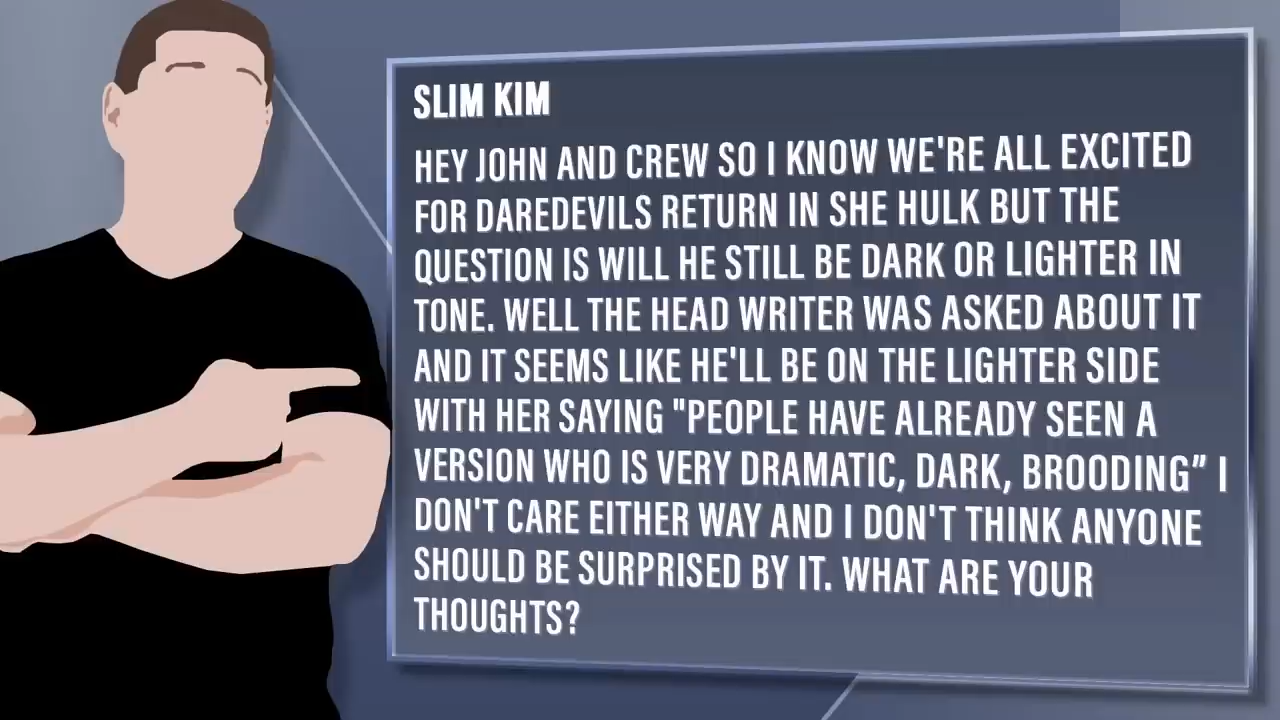 SLIM KIM
HEY JOHN AND CREW SO I KNOW WE'RE ALL EXCITED
FOR DAREDEVILS RETURN IN SHE HULK BUT THE
QUESTION IS WILL HE STILL BE DARK OR LIGHTER IN
TONE. WELL THE HEAD WRITER WAS ASKED ABOUT IT
AND IT SEEMS LIKE HE'LL BE ON THE LIGHTER SIDE
WITH HER SAYING "PEOPLE HAVE ALREADY SEEN A
VERSION WHO IS VERY DRAMATIC, DARK, BROODING” I
DON'T CARE EITHER WAY AND I DON'T THINK ANYONE
SHOULD BE SURPRISED BY IT. WHAT ARE YOUR
THOUGHTS?